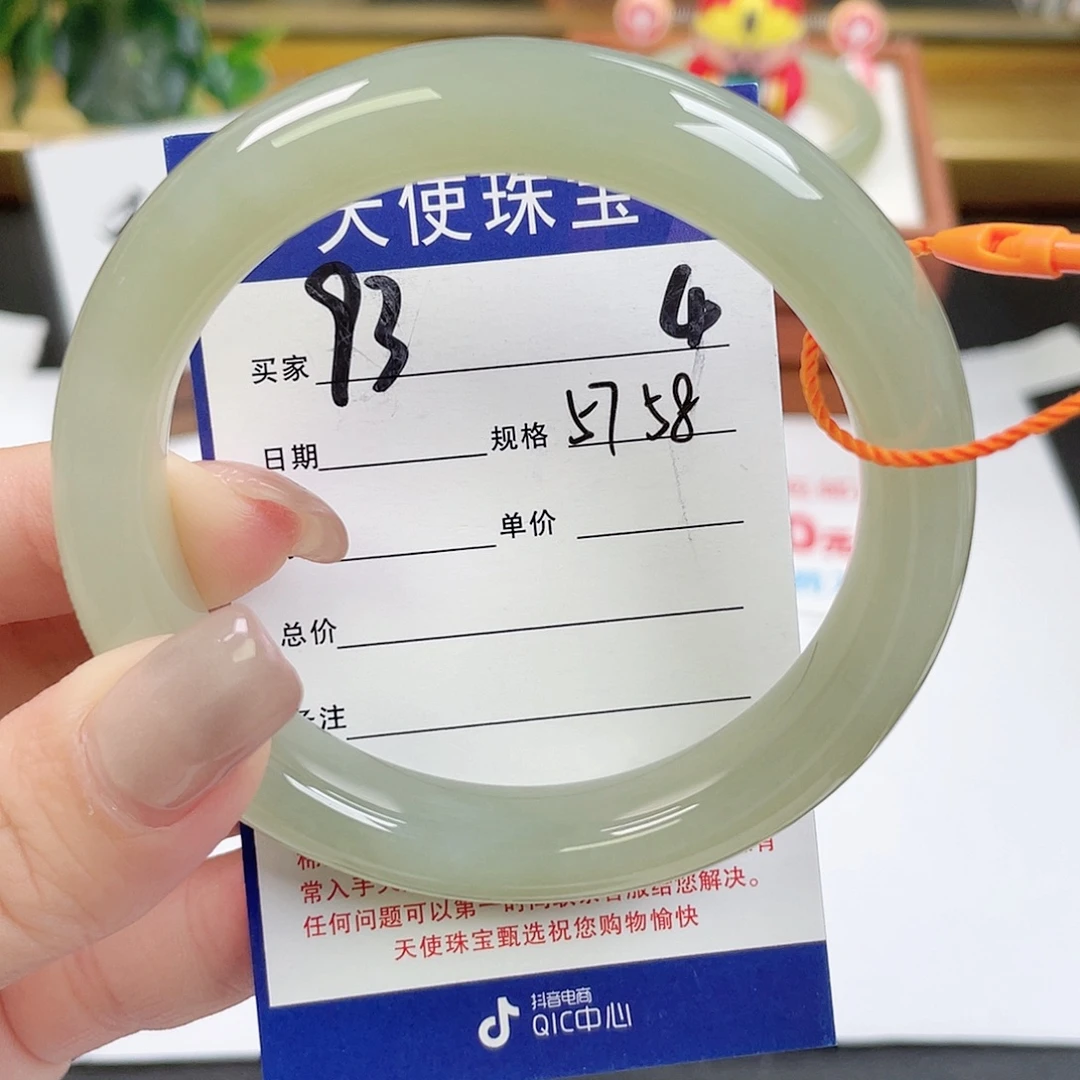 天使珠宝
93 4
买家
日期 规格 57 58
单价
总价
注
常入手
任何问题可以第一时间联系客服给您解决。
天使珠宝甄选祝您购物愉快
抖音电商
QIC中心
0元